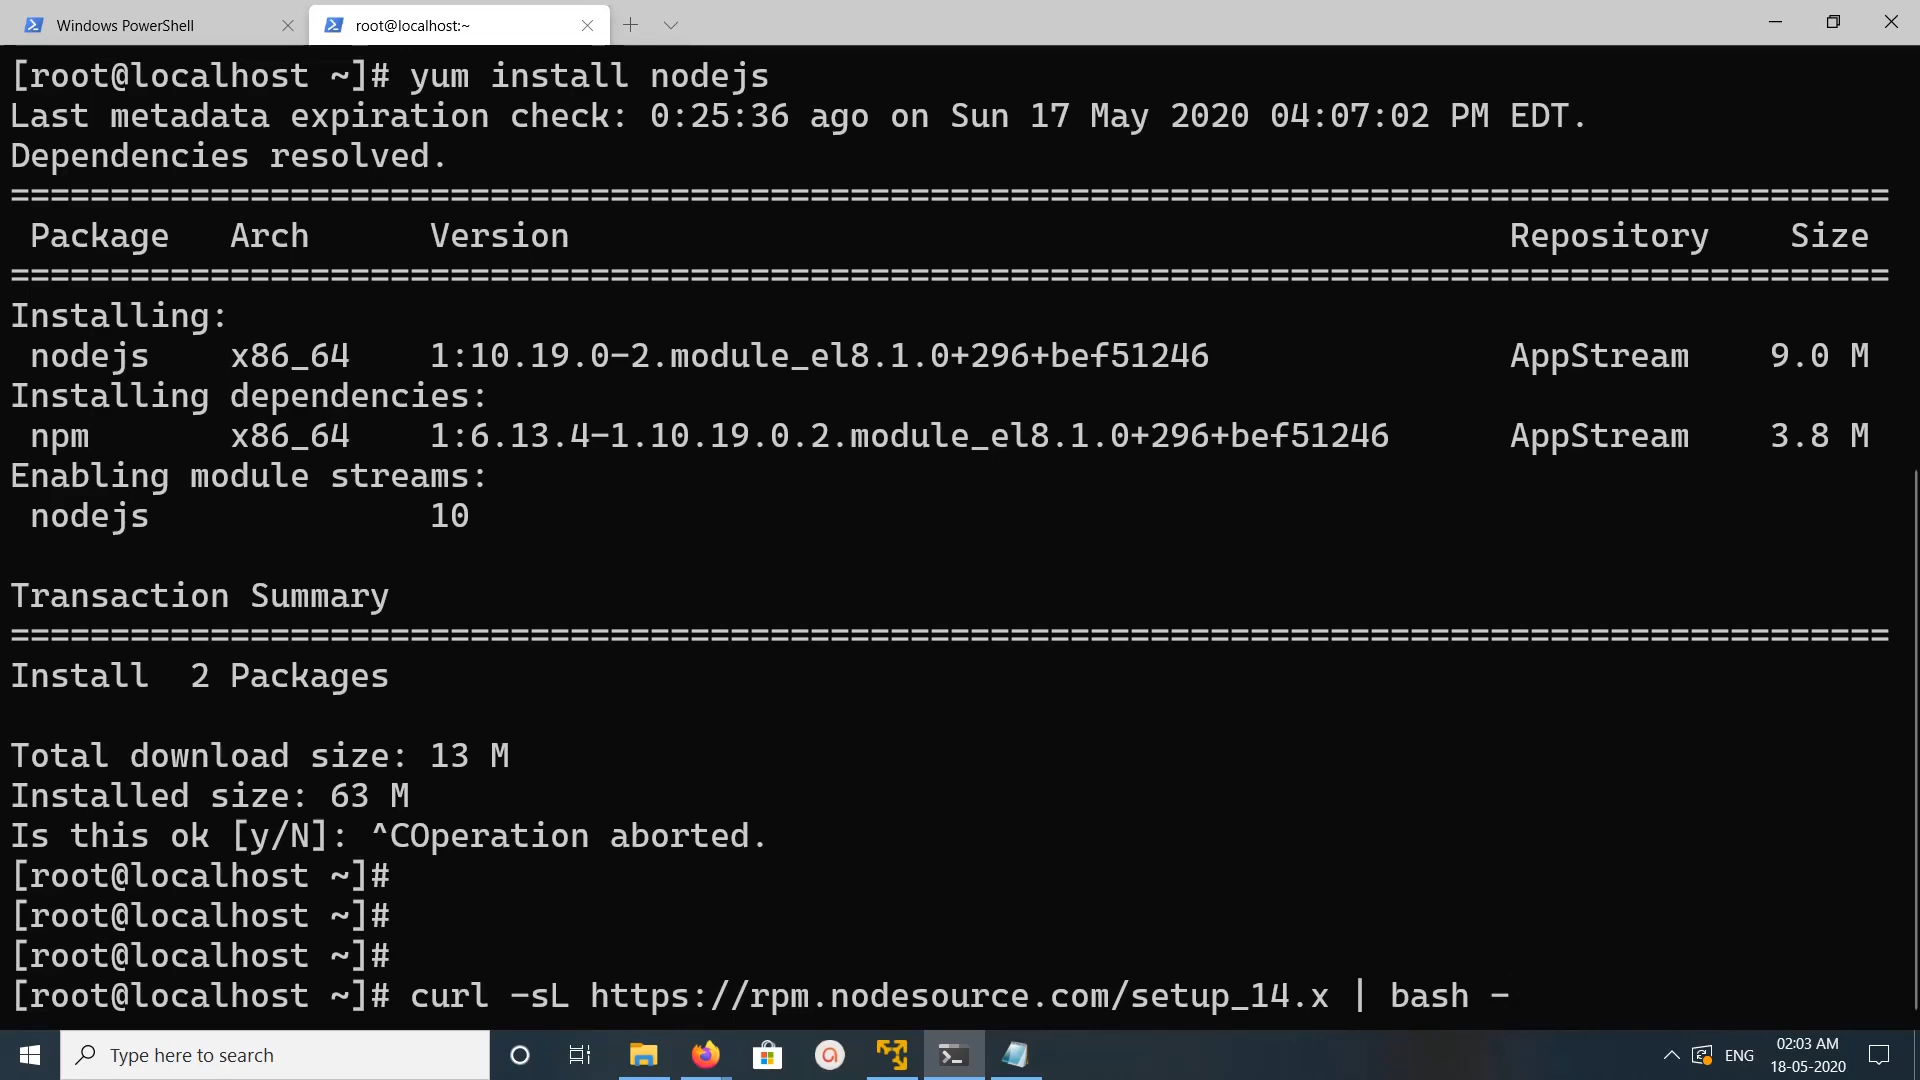 Windows PowerShell
root@localhost:~
[root@localhost ~]# yum install nodejs
Last metadata expiration check: 0:25:36 ago on Sun 17 May 2020 04:07:02 PM EDT.
Dependencies resolved.
==============================================================================================
Package Arch Version Repository Size
==============================================================================================
Installing:
nodejs x86_64 1:10.19.0-2.module_el8.1.0+296+bef51246 AppStream 9.0 M
Installing dependencies:
npm x86_64 1:6.13.4-1.10.19.0.2.module_el8.1.0+296+bef51246 AppStream 3.8 M
Enabling module streams:
nodejs 10
Transaction Summary
==============================================================================================
Install 2 Packages
Total download size: 13 M
Installed size: 63 M
Is this ok [y/N]: ^COperation aborted.
[root@localhost ~]#
[root@localhost ~]#
[root@localhost ~]#
[root@localhost ~]# curl -sL https://rpm.nodesource.com/setup_14.x | bash -
Type here to search
ENG
02:03 AM
18-05-2020